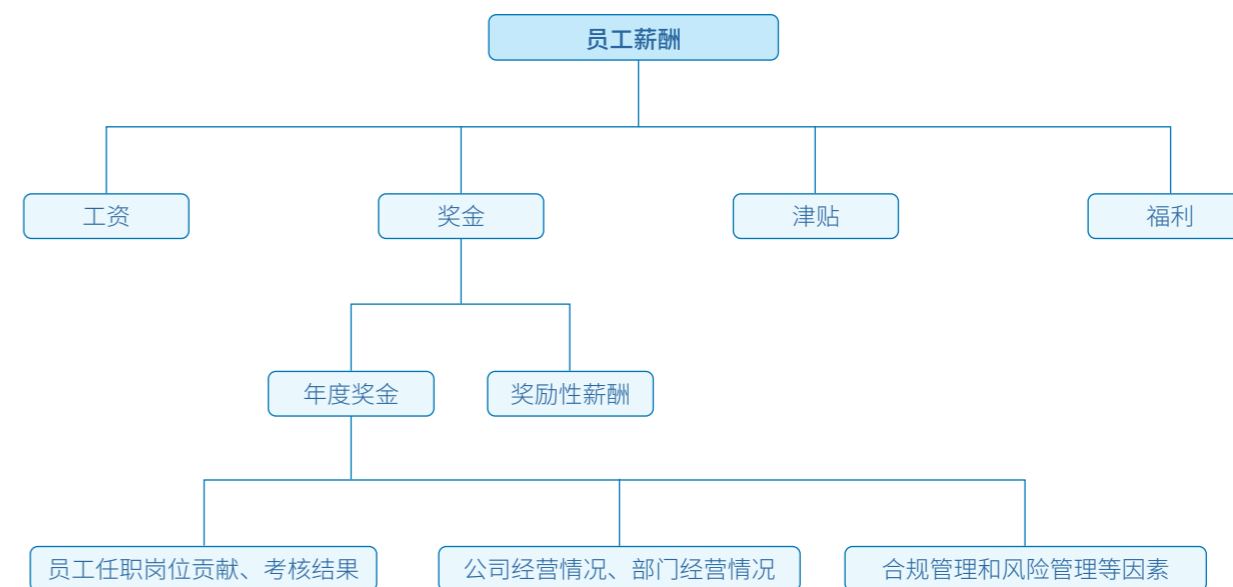 员工薪酬
工资
奖金
津贴
福利
年度奖金
奖励性薪酬
员工任职岗位贡献、考核结果
公司经营情况、部门经营情况
合规管理和风险管理等因素